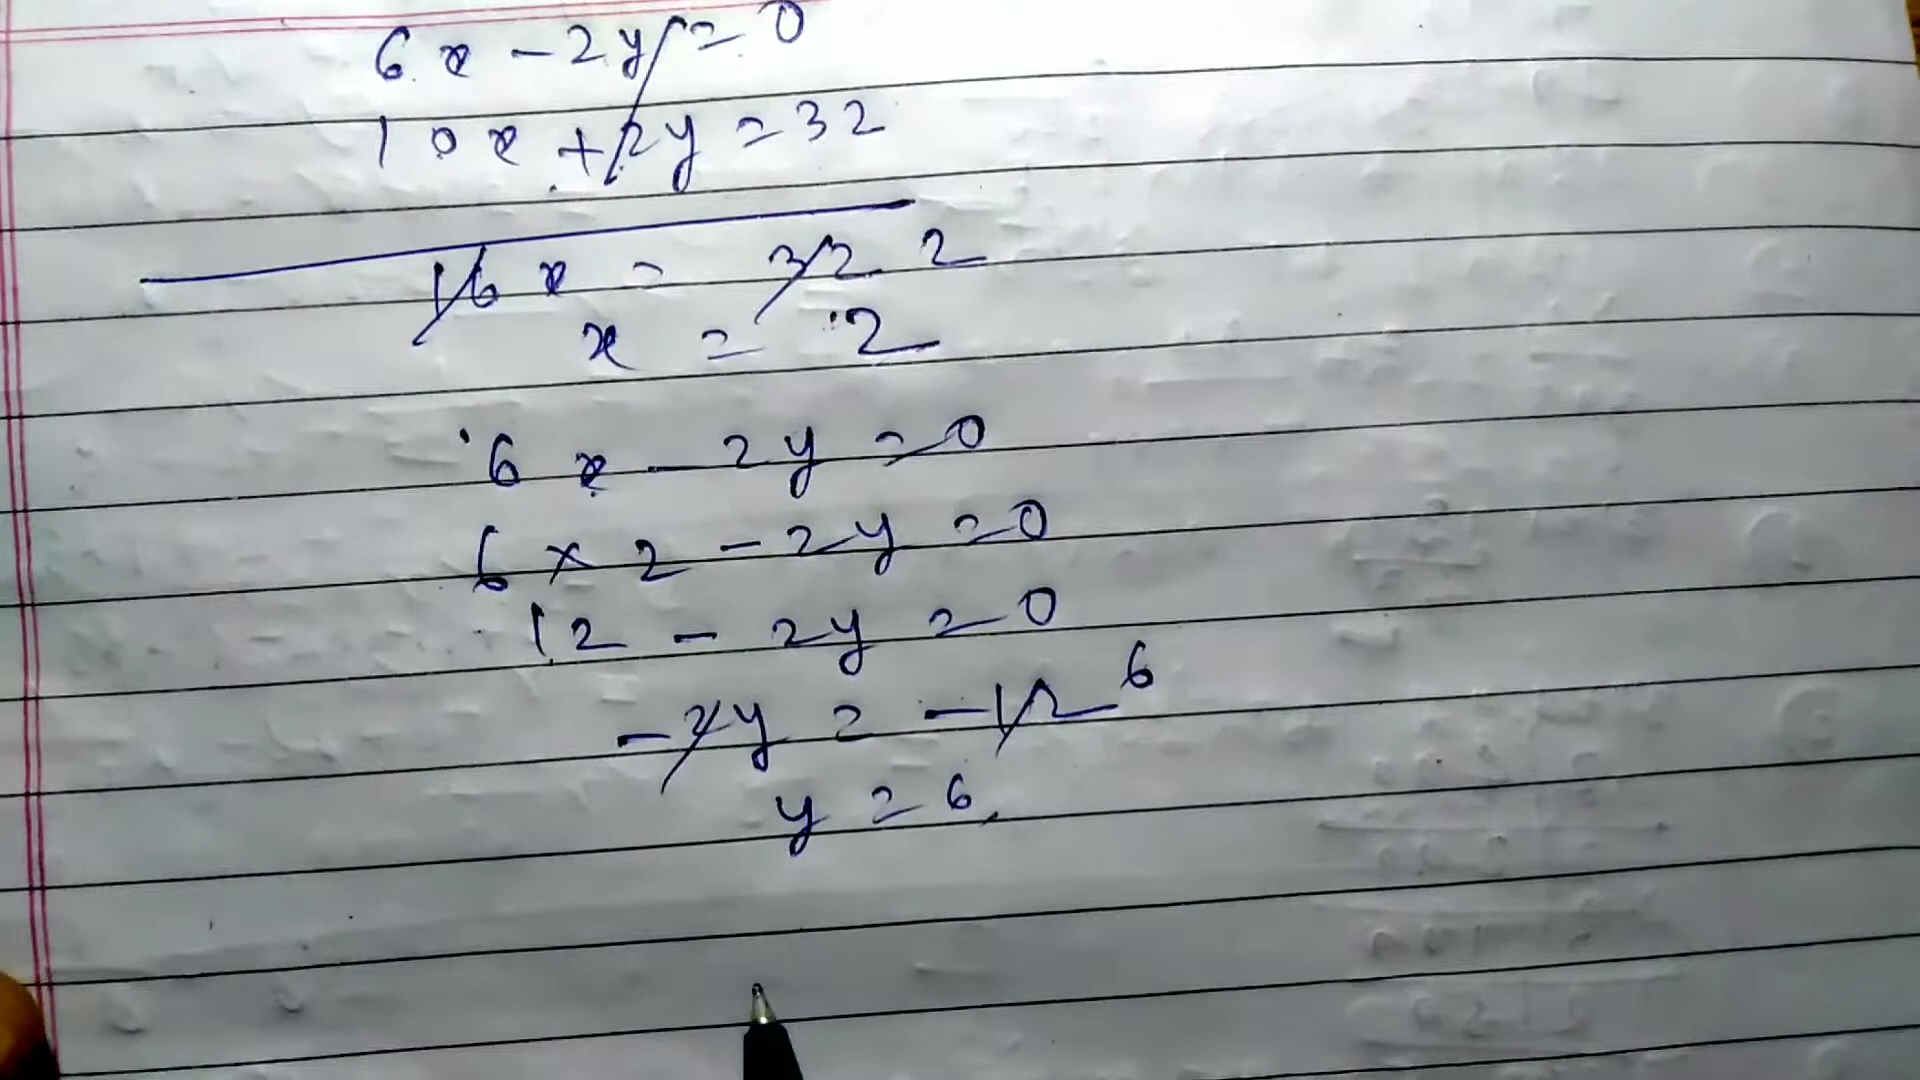 6x - 2y = 0
10x + 2y = 32
16x = 32 2
x = 2
6x - 2y = 0
6 × 2 - 2y = 0
12 - 2y = 0
-2y = -12 6
y = 6